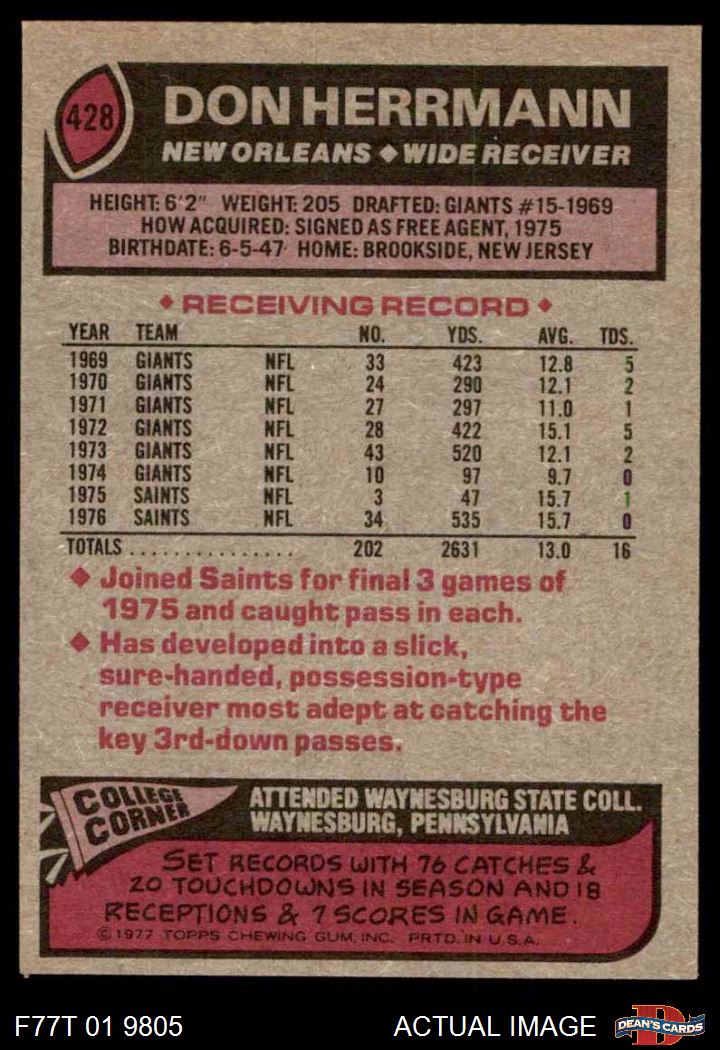 428
DON HERRMANN
NEW ORLEANS ◆ WIDE RECEIVER
HEIGHT: 6'2" WEIGHT: 205 DRAFTED: GIANTS #15-1969
HOW ACQUIRED: SIGNED AS FREE AGENT, 1975
BIRTHDATE: 6-5-47 HOME: BROOKSIDE, NEW JERSEY
◆ RECEIVING RECORD ◆
YEAR TEAM NO. YDS. AVG. TDS.
1969 GIANTS NFL 33 423 12.8 5
1970 GIANTS NFL 24 290 12.1 2
1971 GIANTS NFL 27 297 11.0 1
1972 GIANTS NFL 28 422 15.1 5
1973 GIANTS NFL 43 520 12.1 2
1974 GIANTS NFL 10 97 9.7 0
1975 SAINTS NFL 3 47 15.7 1
1976 SAINTS NFL 34 535 15.7 0
TOTALS ............... 202 2631 13.0 16
◆ Joined Saints for final 3 games of
1975 and caught pass in each.
◆ Has developed into a slick,
sure-handed, possession-type
receiver most adept at catching the
key 3rd-down passes.
COLLEGE
CORNER
ATTENDED WAYNESBURG STATE COLL.
WAYNESBURG, PENNSYLVANIA
SET RECORDS WITH 76 CATCHES &
20 TOUCHDOWNS IN SEASON AND 18
RECEPTIONS & 7 SCORES IN GAME.
©1977 TOPPS CHEWING GUM, INC. PRTD. IN U.S.A.
F77T 01 9805 ACTUAL IMAGE
DEAN'S CARDS